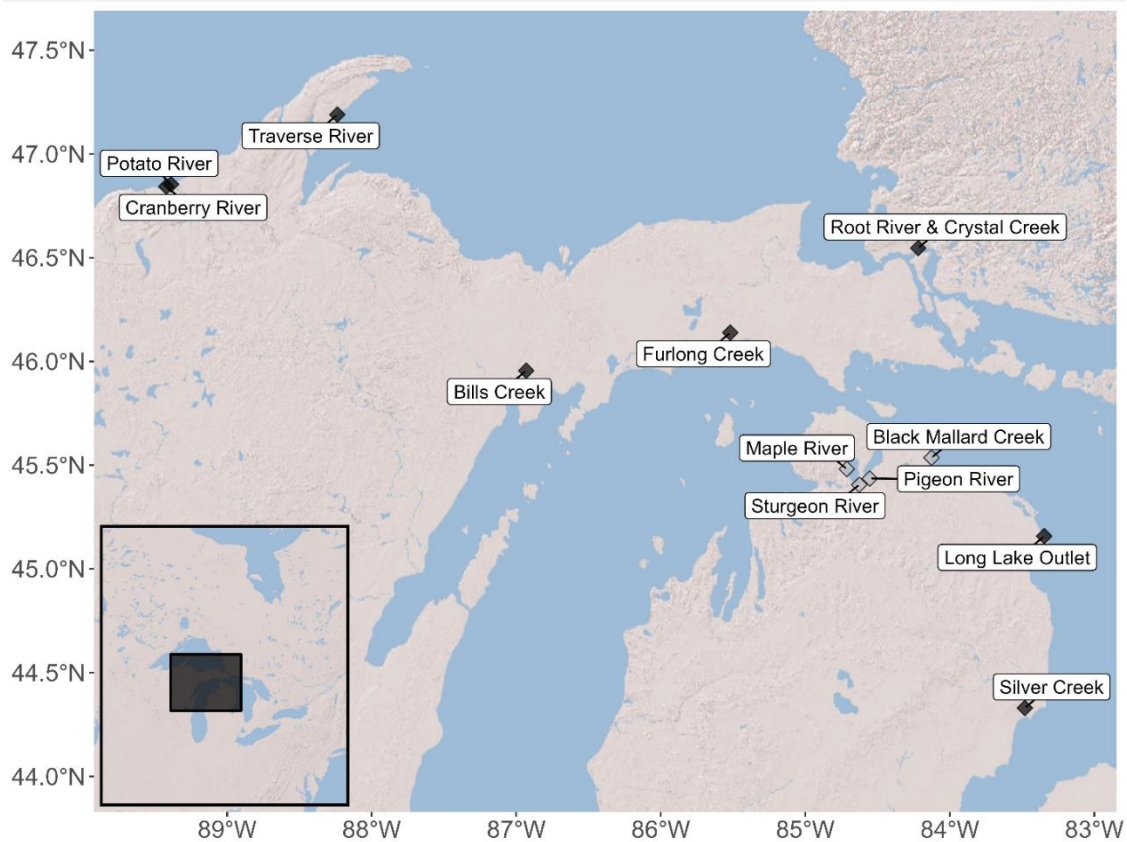 47.5°N
Traverse River
47.0°N
Potato River
Cranberry River
Root River & Crystal Creek
46.5°N
Furlong Creek
46.0°N
Bills Creek
Black Mallard Creek
Maple River
45.5°N
Pigeon River
Sturgeon River
Long Lake Outlet
45.0°N
44.5°N
Silver Creek
44.0°N
89°W 88°W 87°W 86°W 85°W 84°W 83°W